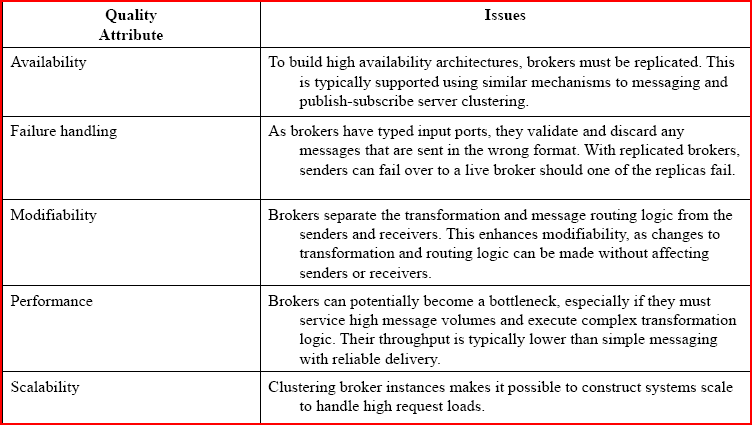 Quality
Attribute
Issues
Availability
To build high availability architectures, brokers must be replicated. This
is typically supported using similar mechanisms to messaging and
publish-subscribe server clustering.
Failure handling
As brokers have typed input ports, they validate and discard any
messages that are sent in the wrong format. With replicated brokers,
senders can fail over to a live broker should one of the replicas fail.
Modifiability
Brokers separate the transformation and message routing logic from the
senders and receivers. This enhances modifiability, as changes to
transformation and routing logic can be made without affecting
senders or receivers.
Performance
Brokers can potentially become a bottleneck, especially if they must
service high message volumes and execute complex transformation
logic. Their throughput is typically lower than simple messaging
with reliable delivery.
Scalability
Clustering broker instances makes it possible to construct systems scale
to handle high request loads.